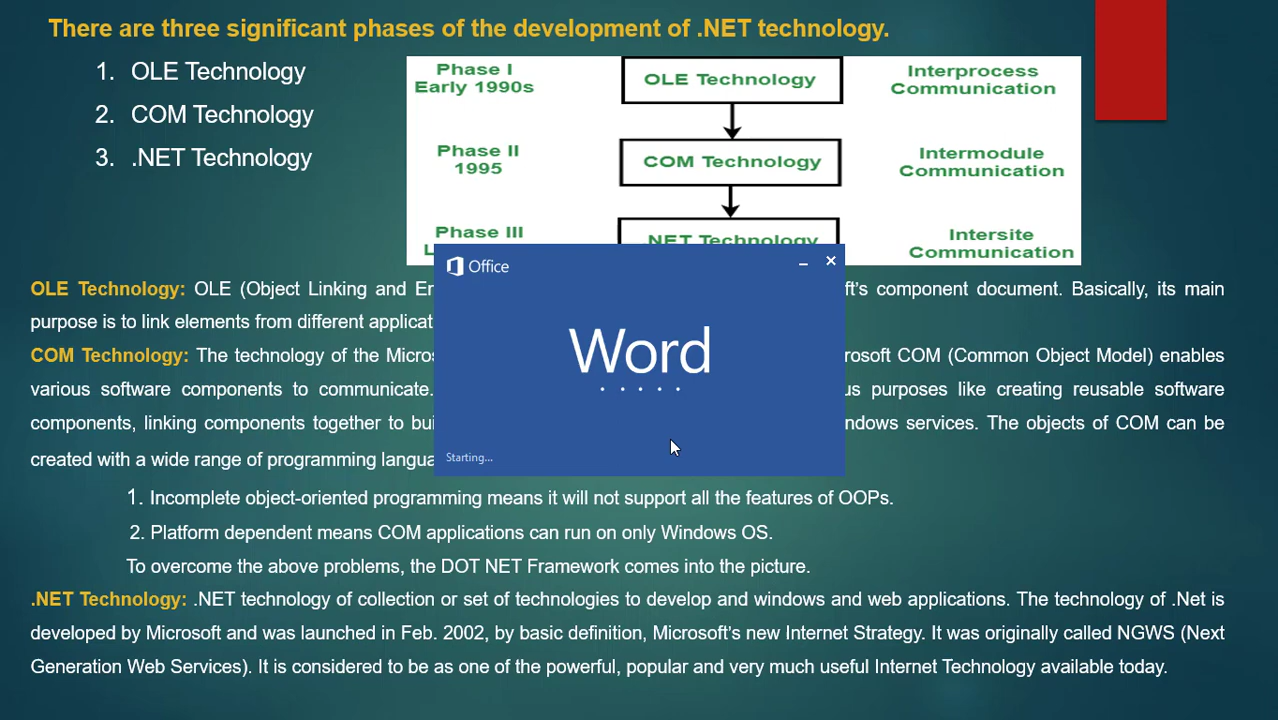 There are three significant phases of the development of .NET technology.
1. OLE Technology
2. COM Technology
3. .NET Technology
Phase I
Early 1990s
OLE Technology
Interprocess
Communication
Phase II
1995
COM Technology
Intermodule
Communication
Phase III
NET Technology
Intersite
Communication
Office
Word
Starting...
OLE Technology: OLE (Object Linking and ft's component document. Basically, its main
purpose is to link elements from different
COM Technology: The technology of the COM (Common Object Model) enables
various software components to communicate. purposes like creating reusable software
components, linking components together to services. The objects of COM can be
created with a wide range of programming
1. Incomplete object-oriented programming means it will not support all the features of OOPs.
2. Platform dependent means COM applications can run on only Windows OS.
To overcome the above problems, the DOT NET Framework comes into the picture.
.NET Technology: .NET technology of collection or set of technologies to develop and windows and web applications. The technology of .Net is
developed by Microsoft and was launched in Feb. 2002, by basic definition, Microsoft's new Internet Strategy. It was originally called NGWS (Next
Generation Web Services). It is considered to be as one of the powerful, popular and very much useful Internet Technology available today.